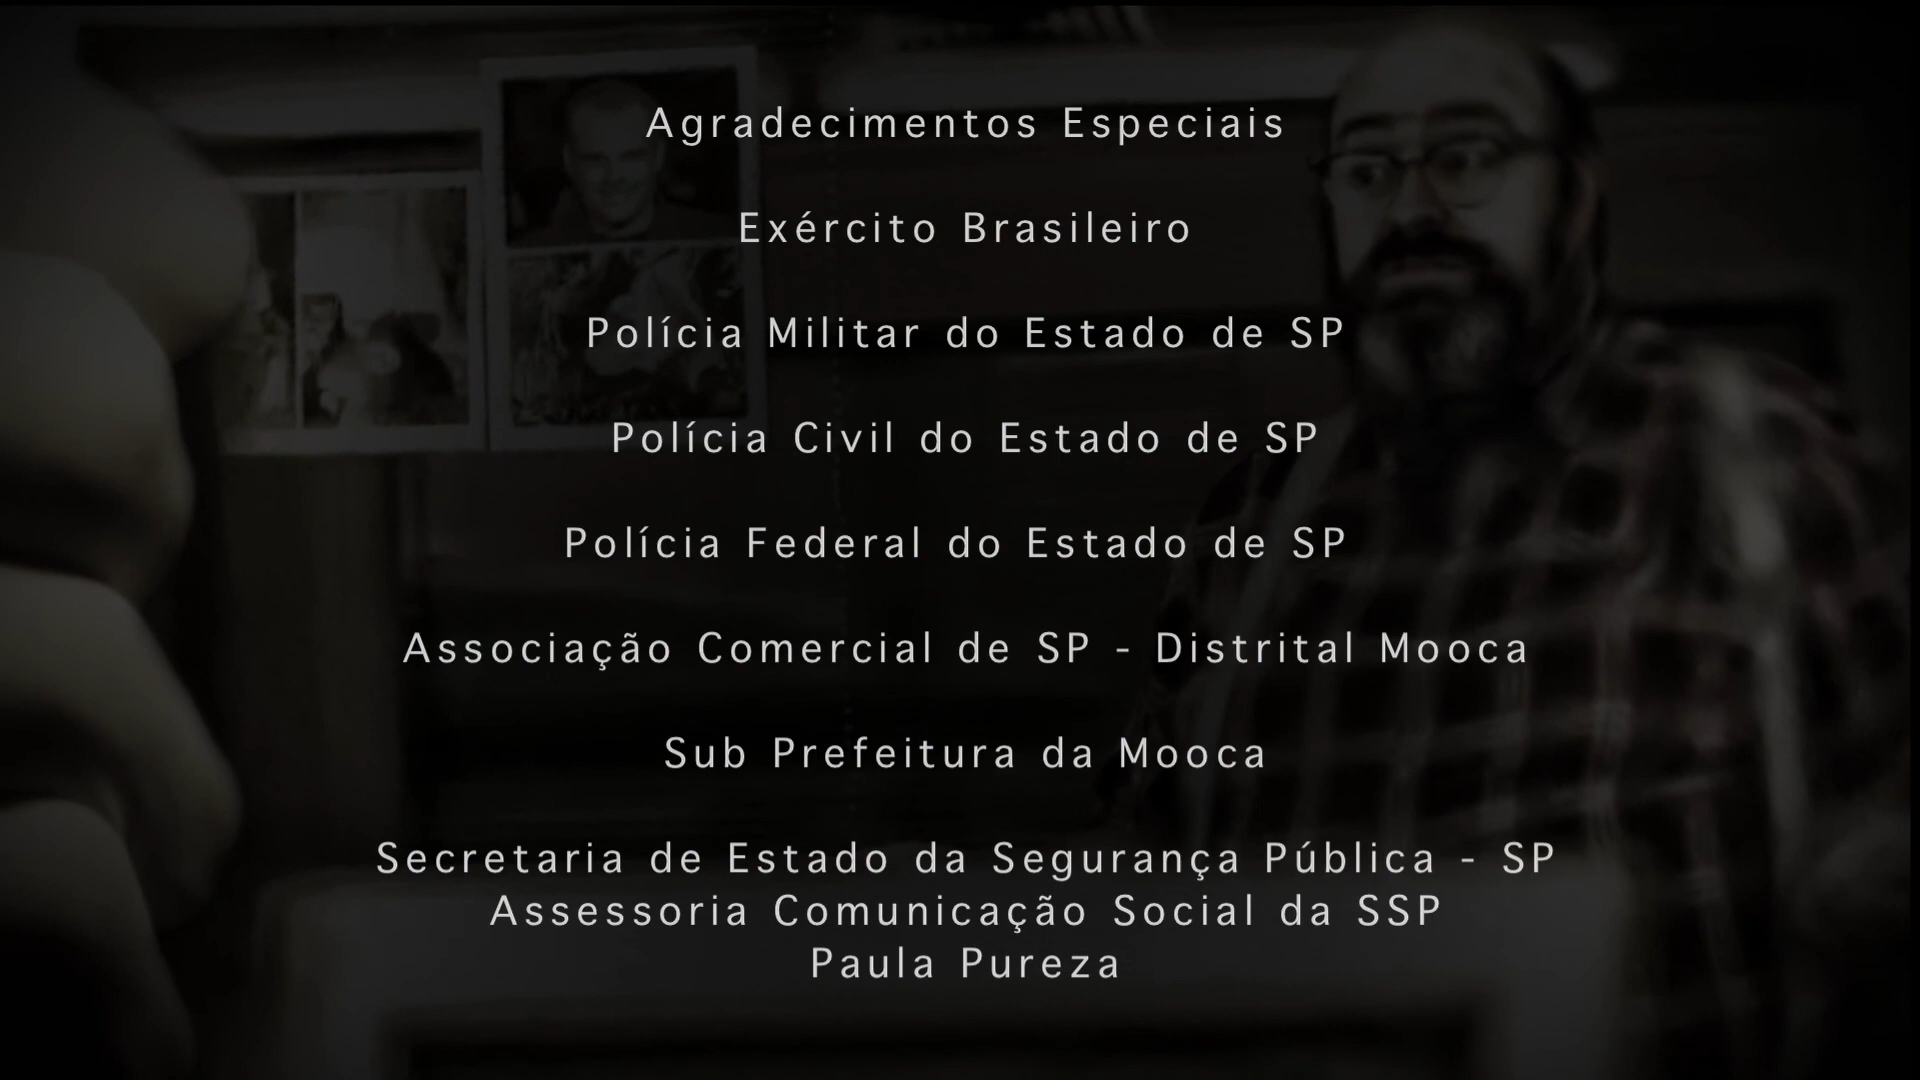 Agradecimentos Especiais
Exército Brasileiro
Polícia Militar do Estado de SP
Polícia Civil do Estado de SP
Polícia Federal do Estado de SP
Associação Comercial de SP - Distrital Mooca
Sub Prefeitura da Mooca
Secretaria de Estado da Segurança Pública - SP
Assessoria Comunicação Social da SSP
Paula Pureza